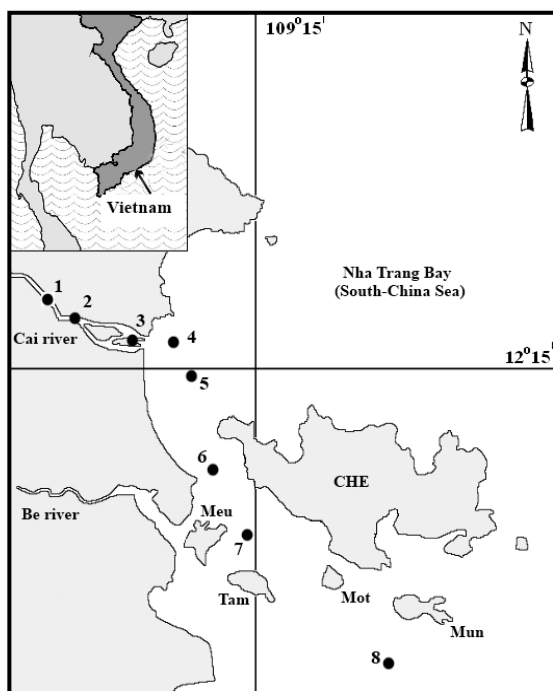 109°15'
N
Vietnam
Nha Trang Bay
(South-China Sea)
1
2
3
4
Cai river
12°15'
5
6
CHE
Be river
Meu
7
Tam
Mot
Mun
8